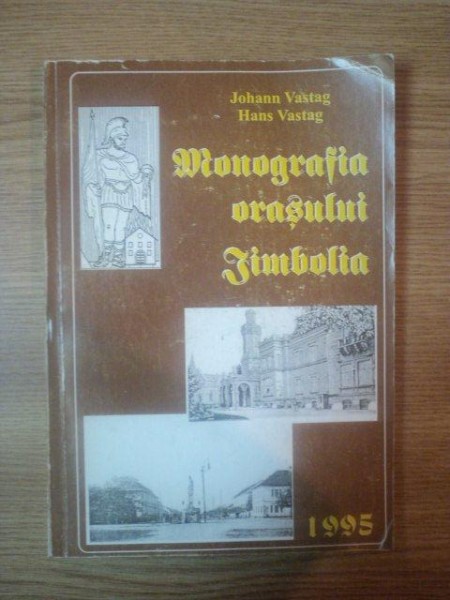 Johann Vastag
Hans Vastag
Monografia
orașului
Jimbolia
1995